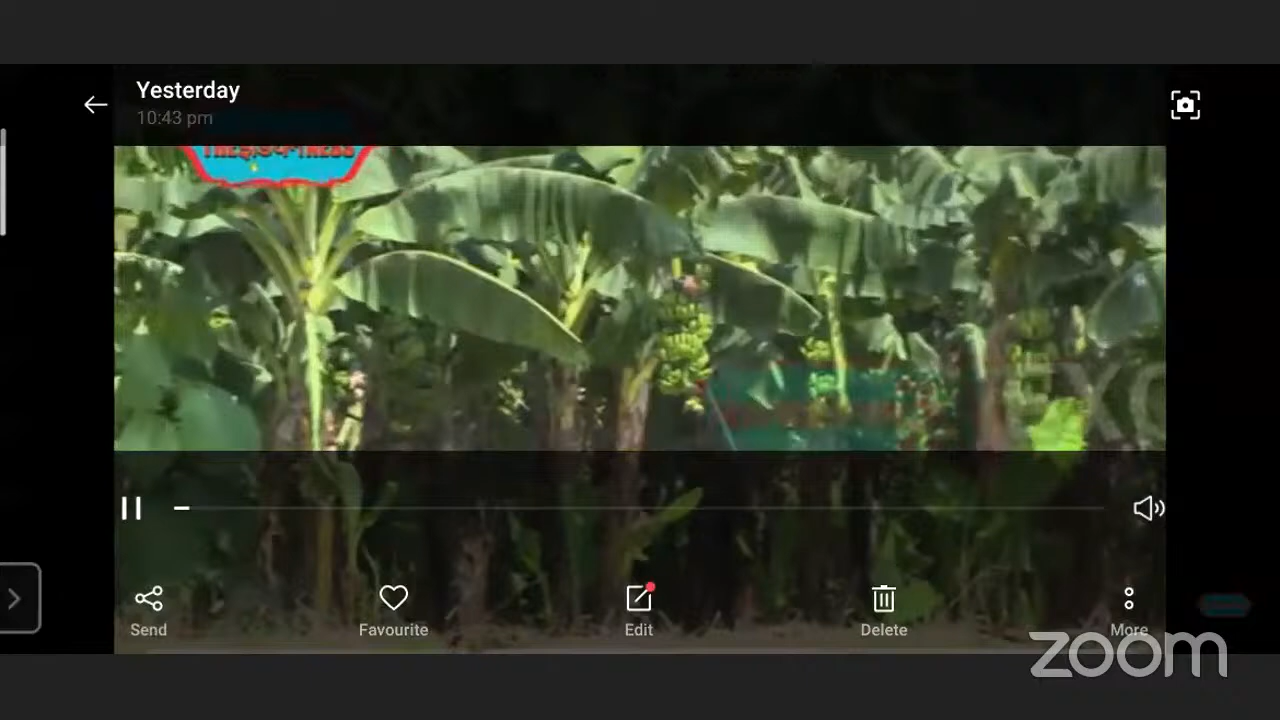 Yesterday
10:43 pm
Send
Favourite
Edit
Delete
More
zoom